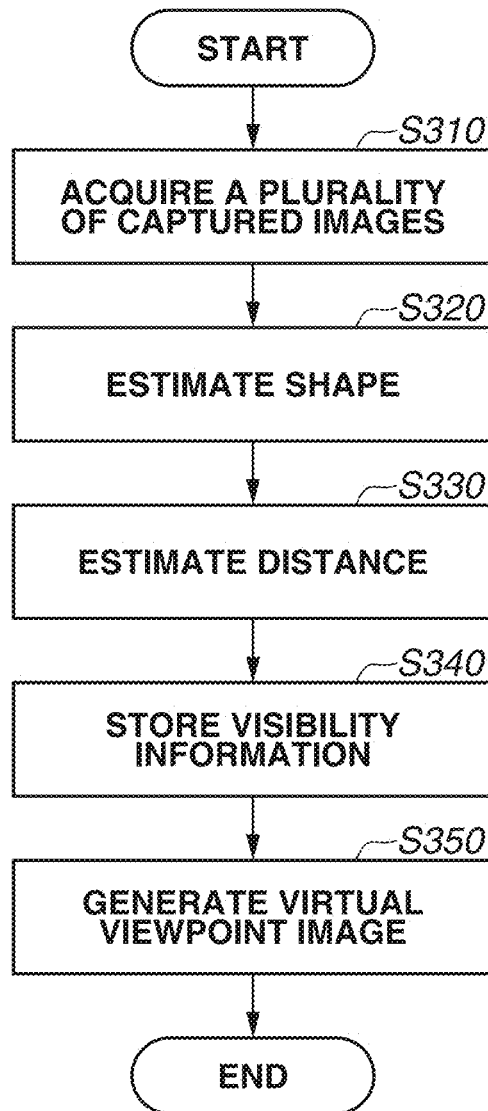 START
S310
ACQUIRE A PLURALITY
OF CAPTURED IMAGES
S320
ESTIMATE SHAPE
S330
ESTIMATE DISTANCE
S340
STORE VISIBILITY
INFORMATION
S350
GENERATE VIRTUAL
VIEWPOINT IMAGE
END